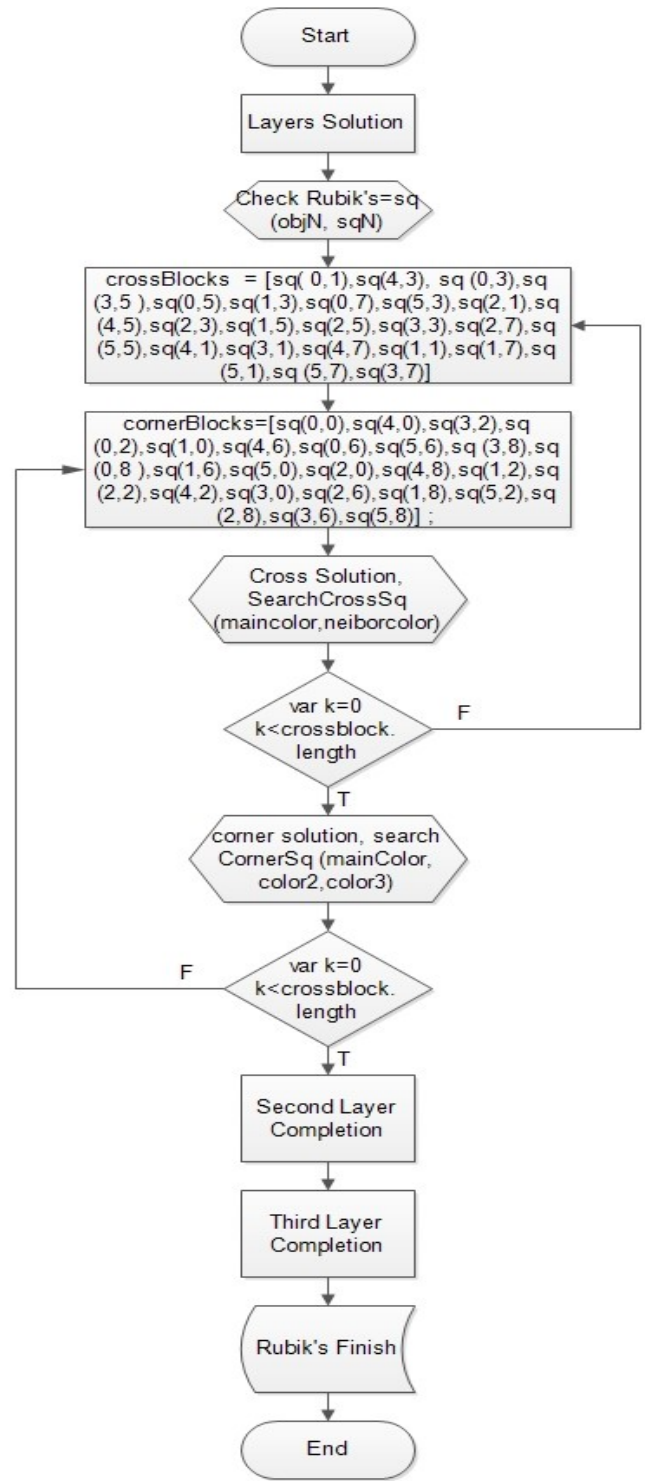 Start
Layers Solution
Check Rubik's=sq
(objN, sqN)
crossBlocks = [sq( 0,1),sq(4,3), sq (0,3),sq
(3,5 ),sq(0,5),sq(1,3),sq(0,7),sq(5,3),sq(2,1),sq
(4,5),sq(2,3),sq(1,5),sq(2,5),sq(3,3),sq(2,7),sq
(5,5),sq(4,1),sq(3,1),sq(4,7),sq(1,1),sq(1,7),sq
(5,1),sq (5,7),sq(3,7)]
cornerBlocks=[sq(0,0),sq(4,0),sq(3,2),sq
(0,2),sq(1,0),sq(4,6),sq(0,6),sq(5,6),sq (3,8),sq
(0,8 ),sq(1,6),sq(5,0),sq(2,0),sq(4,8),sq(1,2),sq
(2,2),sq(4,2),sq(3,0),sq(2,6),sq(1,8),sq(5,2),sq
(2,8),sq(3,6),sq(5,8)] ;
Cross Solution,
SearchCrossSq
(maincolor,neiborcolor)
var k=0
k<crossblock.
length
F
T
corner solution, search
CornerSq (mainColor,
color2,color3)
F
var k=0
k<crossblock.
length
T
Second Layer
Completion
Third Layer
Completion
Rubik's Finish
End